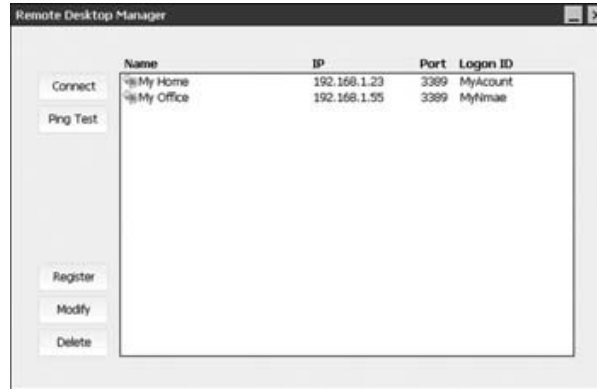 Remote Desktop Manager
Name IP Port Logon ID
Connect
My Home 192.168.1.23 3389 MyAcount
My Office 192.168.1.55 3389 MyNmae
Ping Test
Register
Modify
Delete